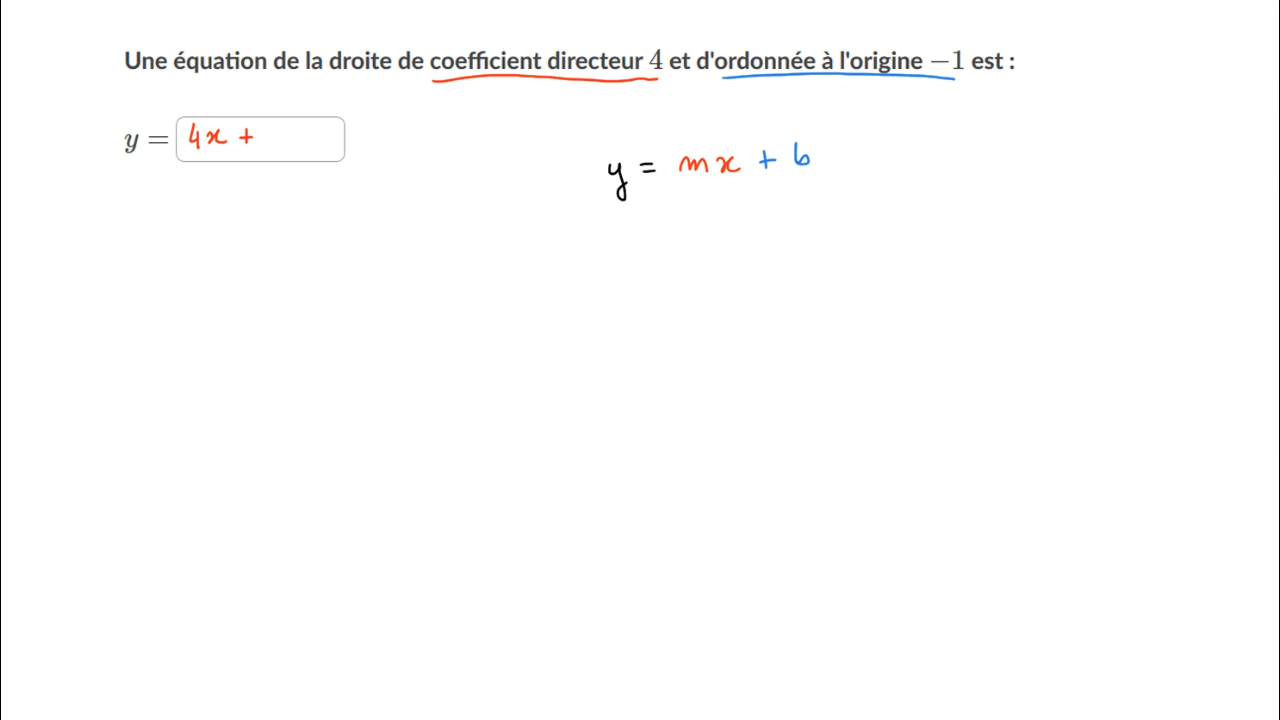 Une équation de la droite de coefficient directeur 4 et d'ordonnée à l'origine −1 est :
y = 4x +
y = mx + b